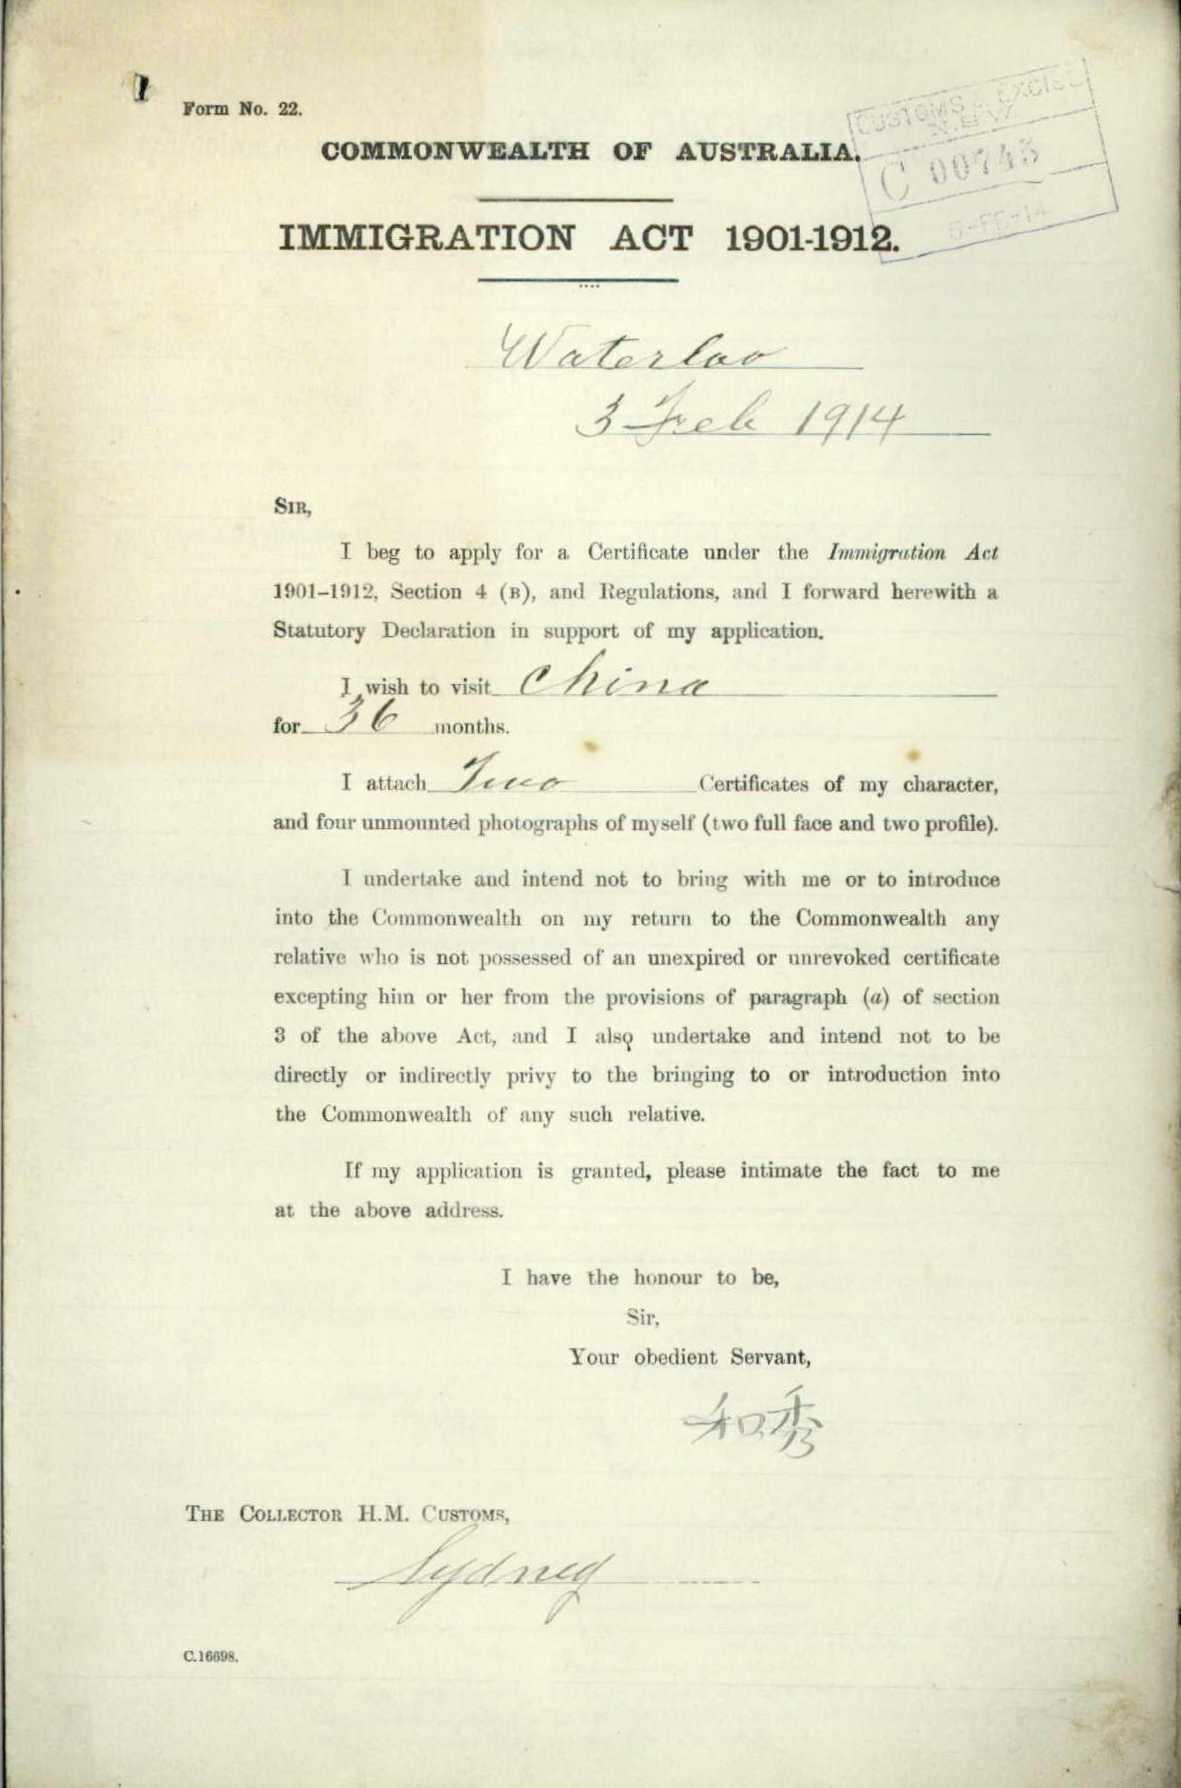 Form No. 22.
CUSTOMS & EXCISE
N.S.W.
C 00745
5-FE-14
COMMONWEALTH OF AUSTRALIA.
IMMIGRATION ACT 1901-1912.
Waterloo
3 Feb 1914
SIR,
I beg to apply for a Certificate under the Immigration Act
1901–1912, Section 4 (B), and Regulations, and I forward herewith a
Statutory Declaration in support of my application.
I wish to visit China
for 36 months.
I attach Two Certificates of my character,
and four unmounted photographs of myself (two full face and two profile).
I undertake and intend not to bring with me or to introduce
into the Commonwealth on my return to the Commonwealth any
relative who is not possessed of an unexpired or unrevoked certificate
excepting him or her from the provisions of paragraph (a) of section
3 of the above Act, and I also undertake and intend not to be
directly or indirectly privy to the bringing to or introduction into
the Commonwealth of any such relative.
If my application is granted, please intimate the fact to me
at the above address.
I have the honour to be,
Sir,
Your obedient Servant,
和秀
THE COLLECTOR H.M. CUSTOMS,
Sydney
C.16698.